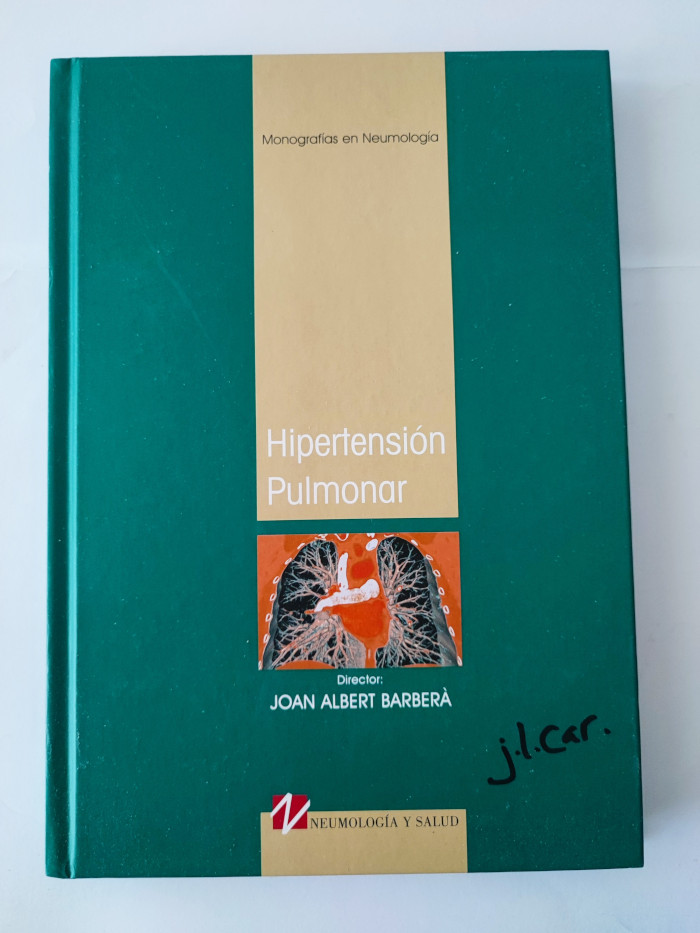 Monografías en Neumología
Hipertensión
Pulmonar
Director:
JOAN ALBERT BARBERÀ
j.l.car.
NEUMOLOGÍA Y SALUD